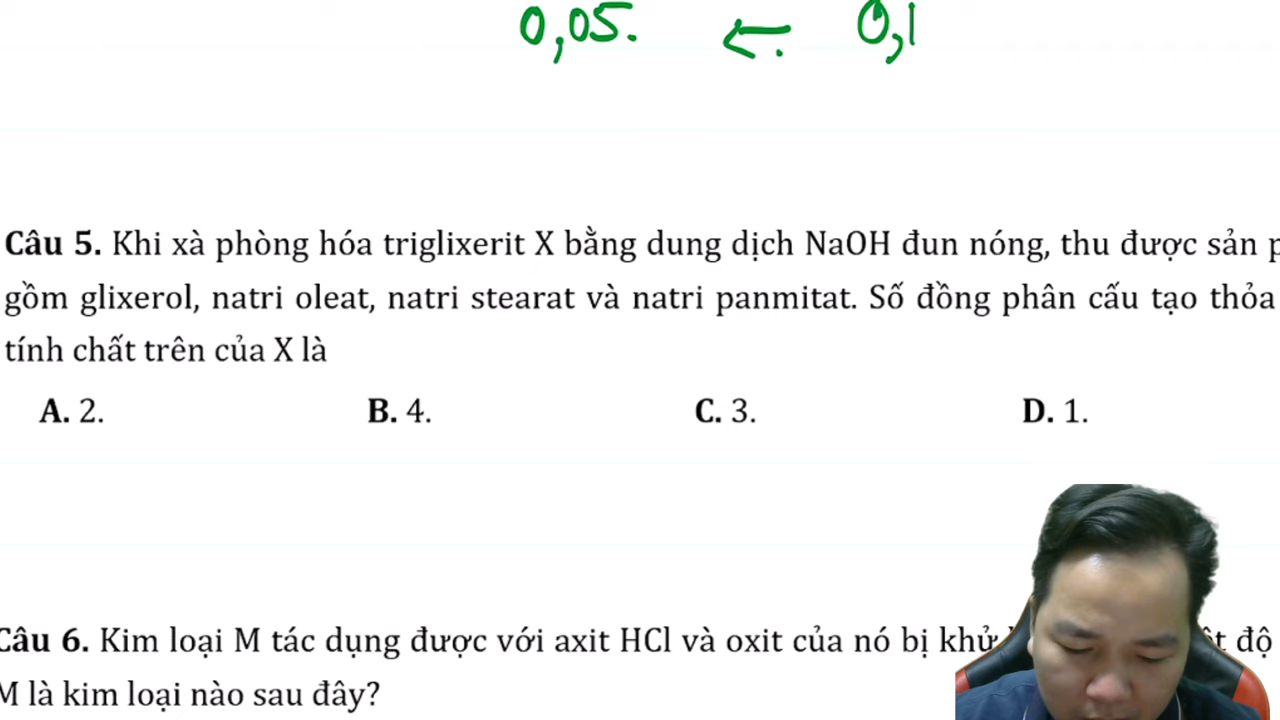 0,05. ← 0,1
Câu 5. Khi xà phòng hóa triglixerit X bằng dung dịch NaOH đun nóng, thu được sản
gồm glixerol, natri oleat, natri stearat và natri panmitat. Số đồng phân cấu tạo thỏa
tính chất trên của X là
A. 2. B. 4. C. 3. D. 1.
Câu 6. Kim loại M tác dụng được với axit HCl và oxit của nó bị khử độ
M là kim loại nào sau đây?